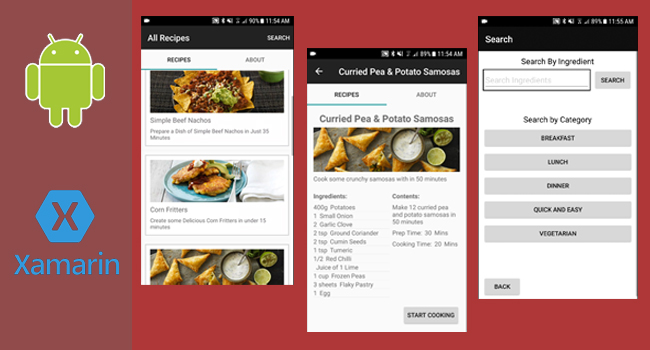 Xamarin
90% 11:54 AM
All Recipes
SEARCH
RECIPES
ABOUT
Simple Beef Nachos
Prepare a Dish of Simple Beef Nachos in Just 35
Minutes
Corn Fritters
Create some Delicious Corn Fritters in under 15
minutes
89% 11:54 AM
Curried Pea & Potato Samosas
RECIPES
ABOUT
Curried Pea & Potato Samosas
Cook some crunchy samosas with in 50 minutes
Ingredients:
400g Potatoes
1 Small Onion
2 Garlic Clove
2 tsp Ground Coriander
2 tsp Cumin Seeds
1 tsp Turmeric
1/2 Red Chilli
Juice of 1 Lime
1 cup Frozen Peas
3 sheets Flaky Pastry
1 Egg
Contents:
Make 12 curried pea
and potato samosas in
50 minutes
Prep Time: 30 Mins
Cooking Time: 20 Mins
START COOKING
89% 11:55 AM
Search
Search By Ingredient
Search Ingredients
SEARCH
Search by Category
BREAKFAST
LUNCH
DINNER
QUICK AND EASY
VEGETARIAN
BACK